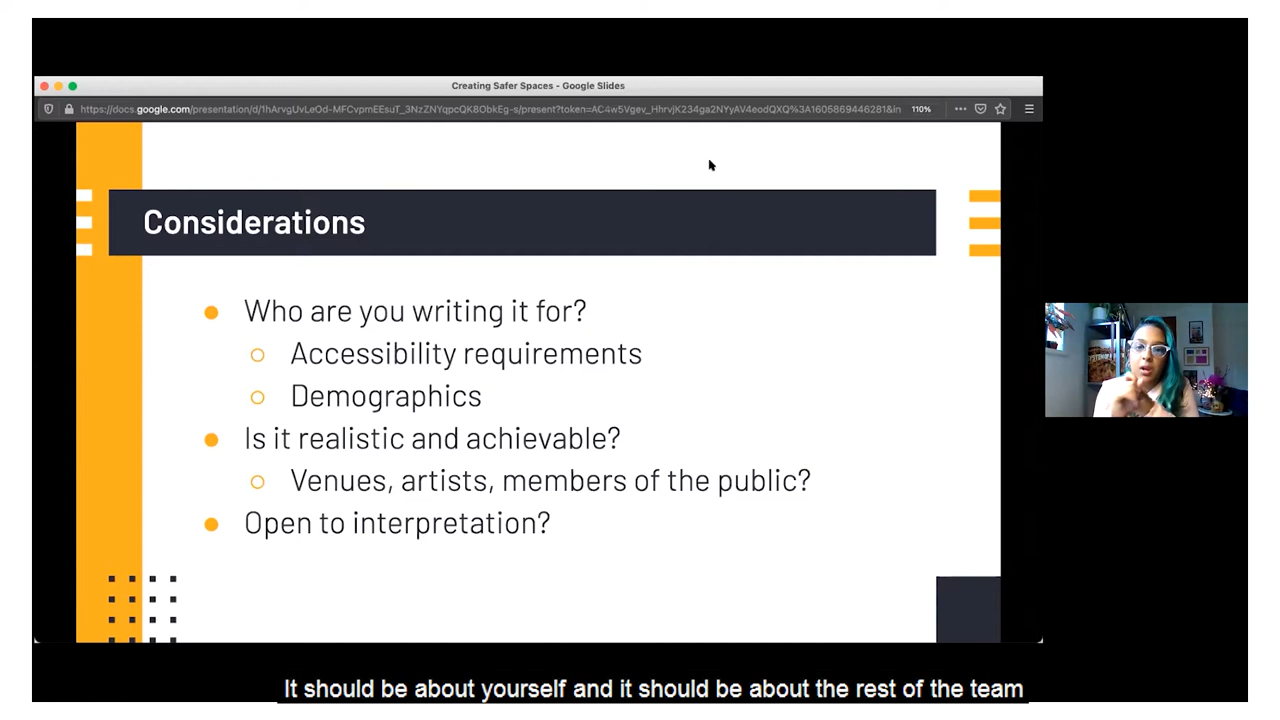 Creating Safer Spaces - Google Slides
110%
Considerations
Who are you writing it for?
Accessibility requirements
Demographics
Is it realistic and achievable?
Venues, artists, members of the public?
Open to interpretation?
It should be about yourself and it should be about the rest of the team